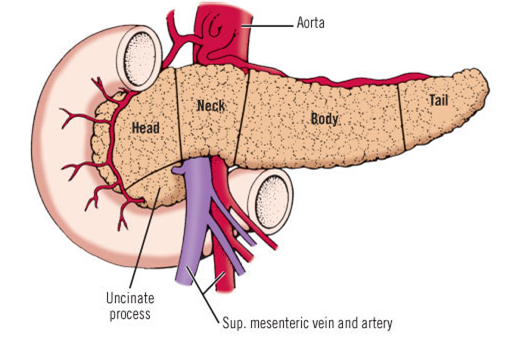 Aorta
Neck
Body
Tail
Head
Uncinate
process
Sup. mesenteric vein and artery